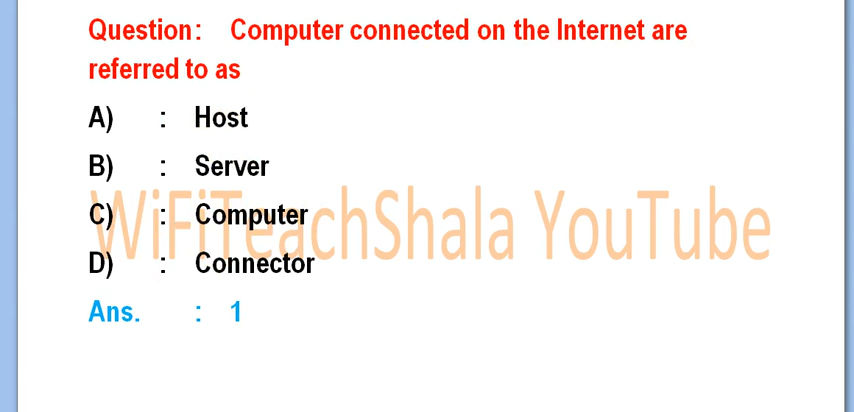 Question: Computer connected on the Internet are
referred to as
A) : Host
B) : Server
C) : Computer
D) : Connector
Ans. : 1
WiFiTeachShala YouTube